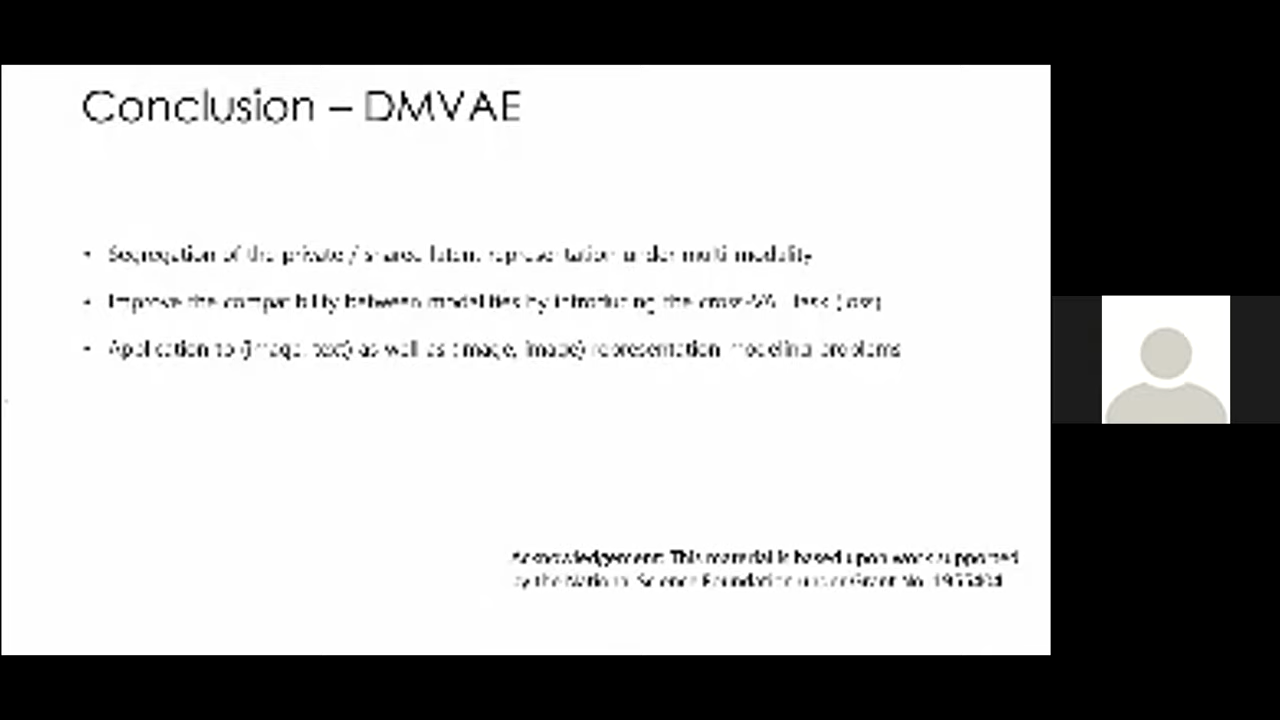 Conclusion – DMVAE
• Segregation of the private / shared latent representation under multi-modality
• Improve the compatibility between modalities by introducing the cross-VAE task (loss)
• Application to (image, text) as well as (image, image) representation modeling problems
Acknowledgement: This material is based upon work supported
by the National Science Foundation under Grant No.